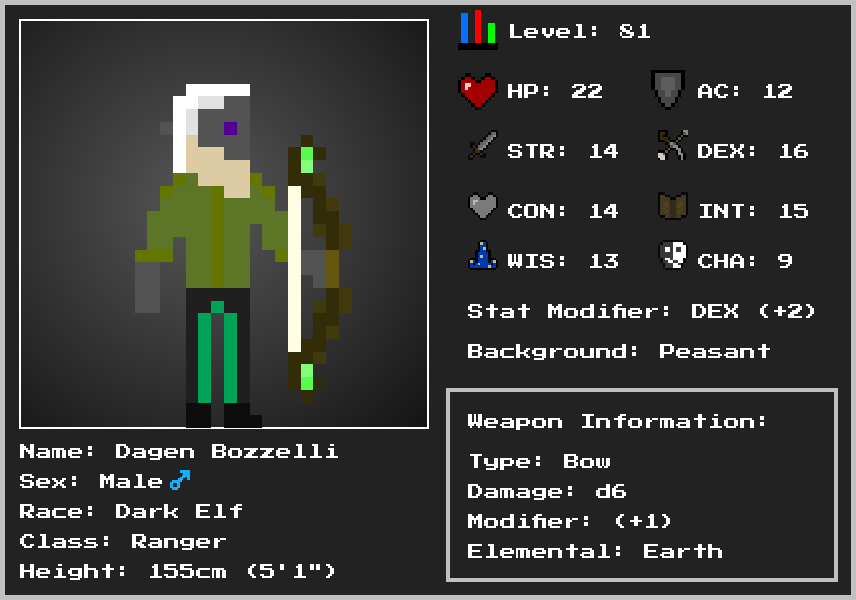 Level: 81
HP: 22 AC: 12
STR: 14 DEX: 16
CON: 14 INT: 15
WIS: 13 CHA: 9
Stat Modifier: DEX (+2)
Background: Peasant
Weapon Information:
Type: Bow
Damage: d6
Modifier: (+1)
Elemental: Earth
Name: Dagen Bozzelli
Sex: Male ♂
Race: Dark Elf
Class: Ranger
Height: 155cm (5'1")